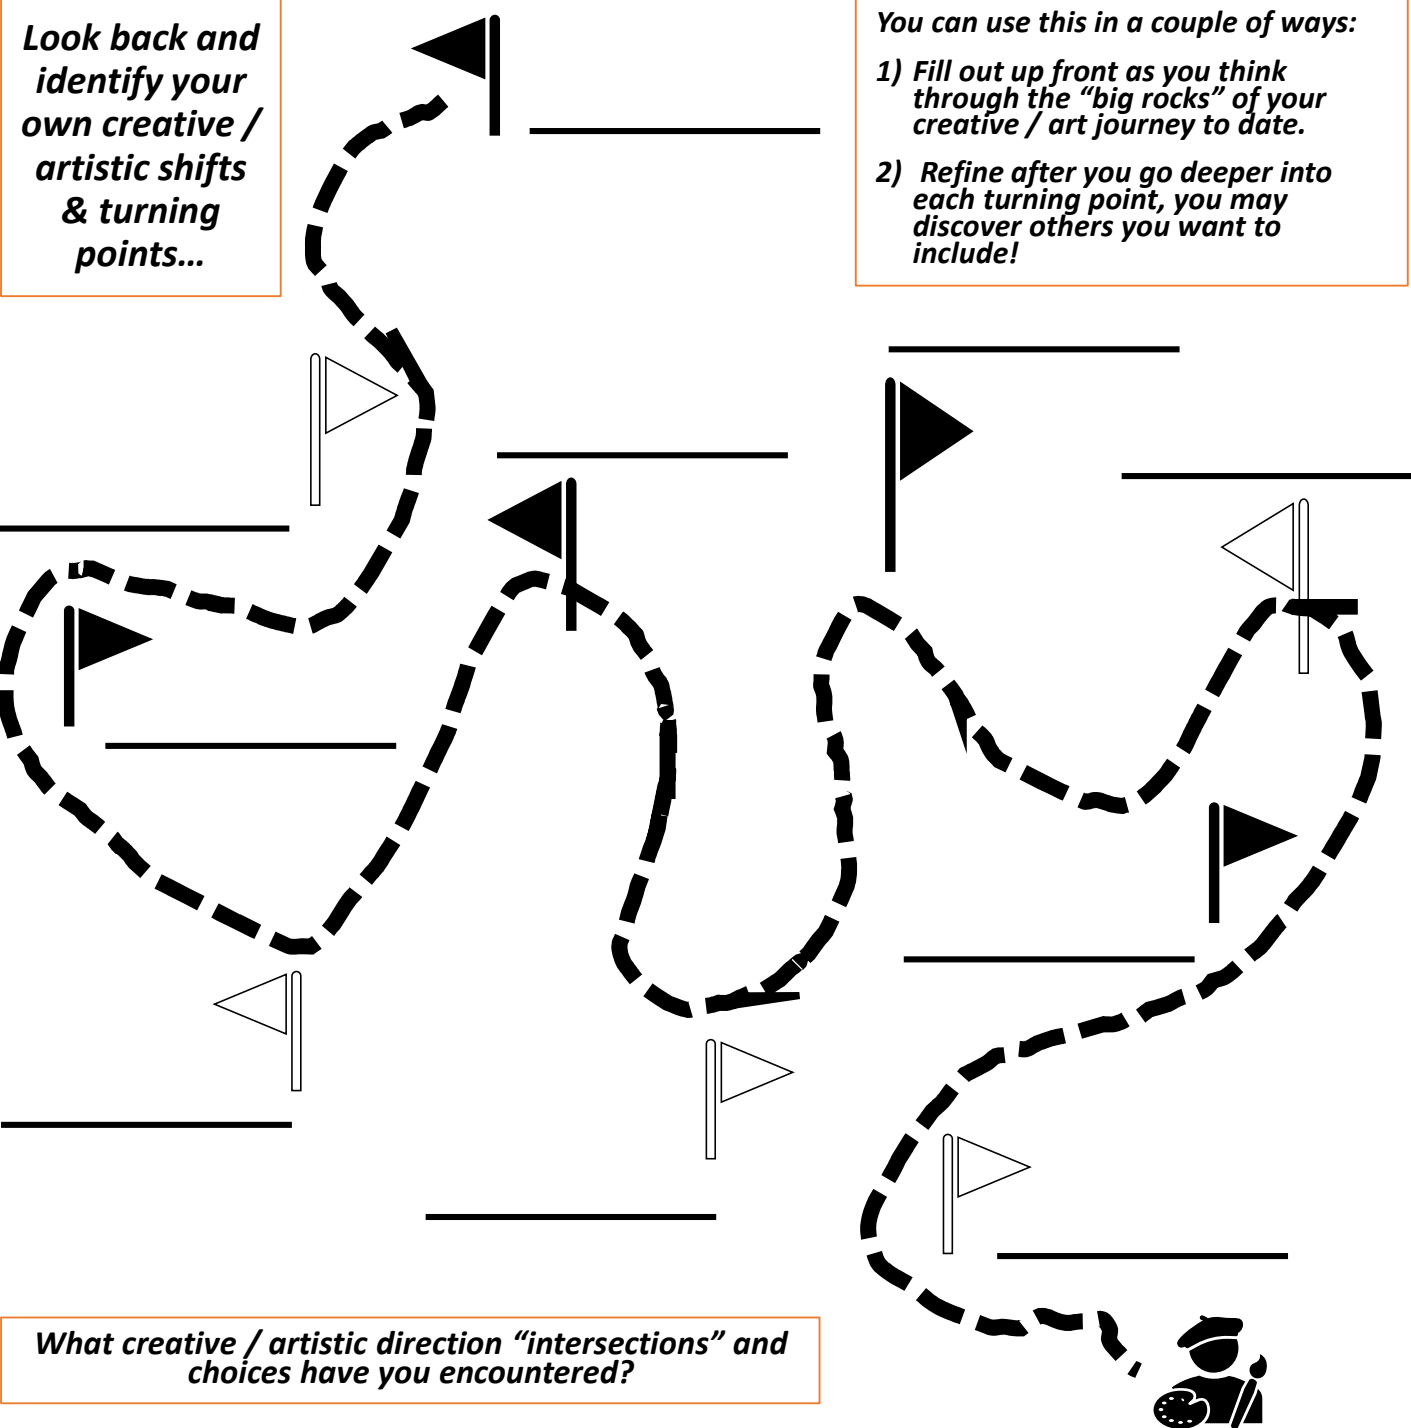 Look back and
identify your
own creative /
artistic shifts
& turning
points…
You can use this in a couple of ways:
1) Fill out up front as you think
through the “big rocks” of your
creative / art journey to date.
2) Refine after you go deeper into
each turning point, you may
discover others you want to
include!
What creative / artistic direction “intersections” and
choices have you encountered?